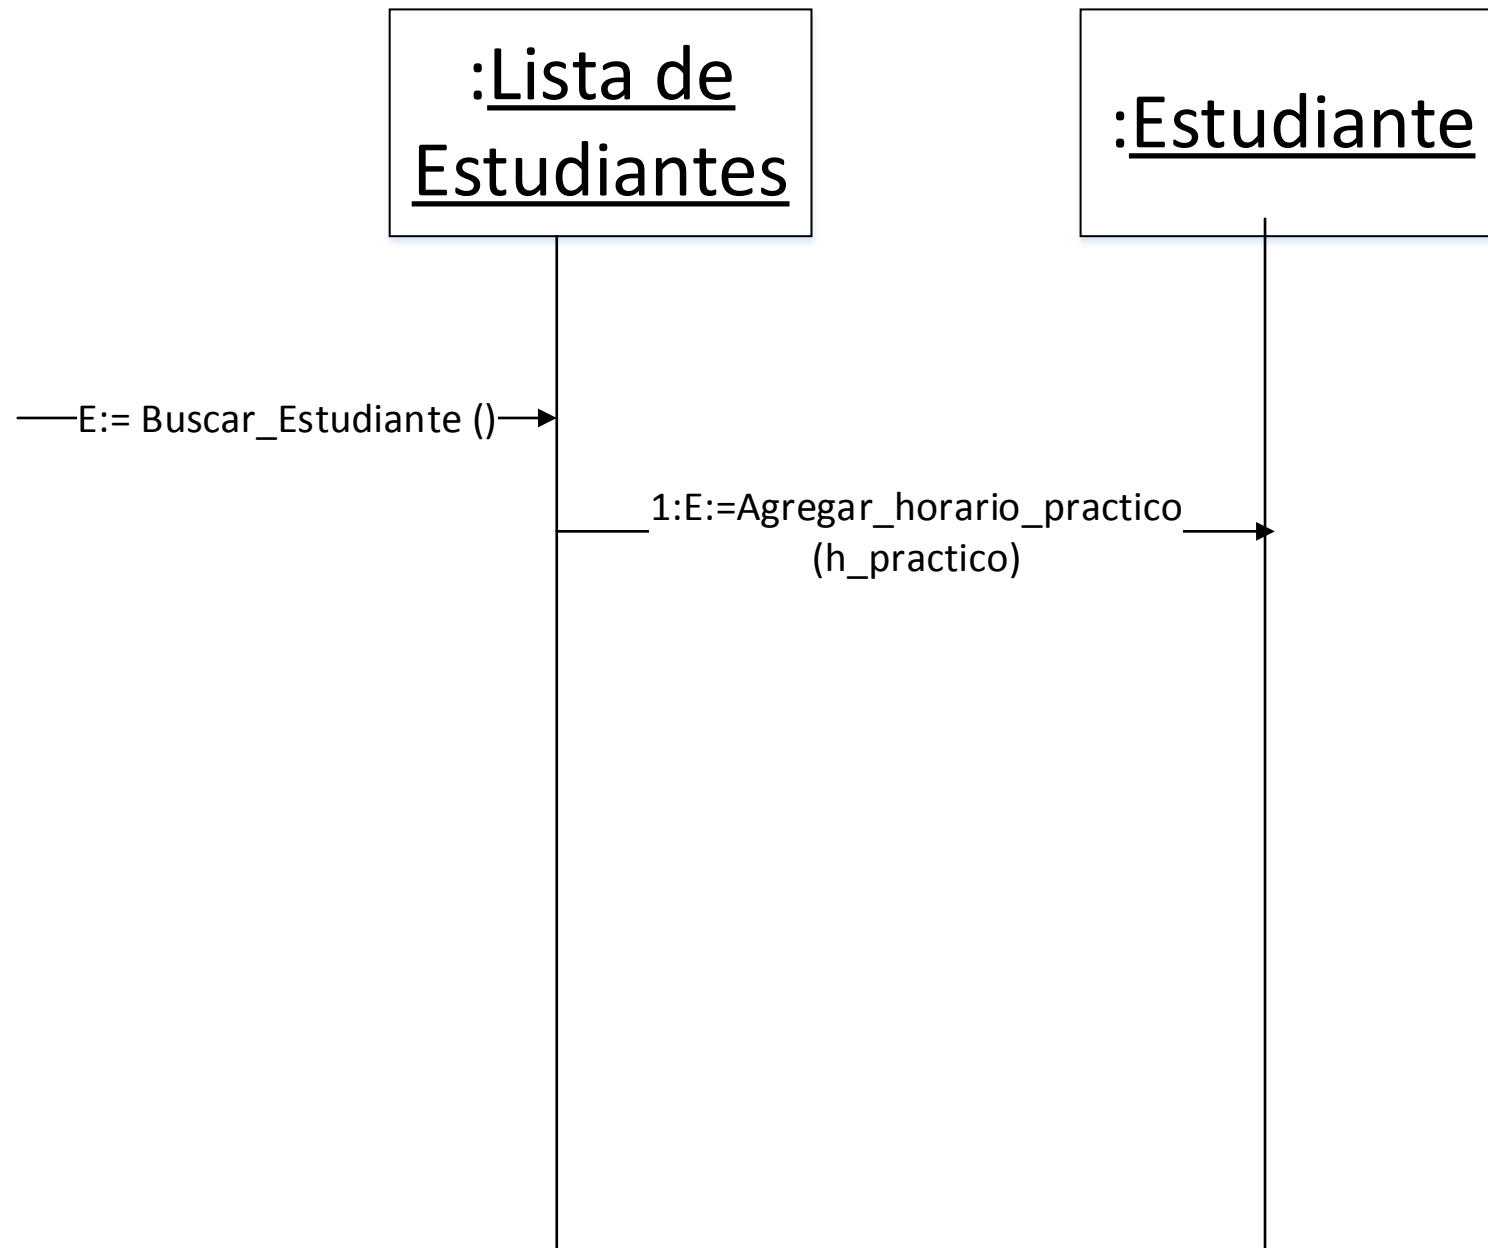 :Lista de
Estudiantes
:Estudiante
E:= Buscar_Estudiante ()
1:E:=Agregar_horario_practico
(h_practico)